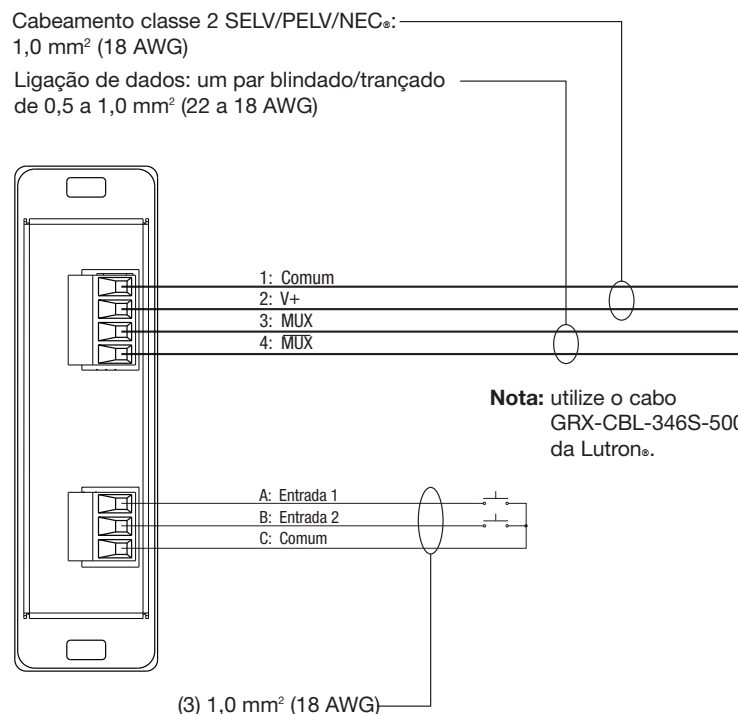 Cabeamento classe 2 SELV/PELV/NEC®:
1,0 mm² (18 AWG)
Ligação de dados: um par blindado/trançado
de 0,5 a 1,0 mm² (22 a 18 AWG)
1: Comum
2: V+
3: MUX
4: M̅U̅X̅
Nota: utilize o cabo
GRX-CBL-346S-500
da Lutron®.
A: Entrada 1
B: Entrada 2
C: Comum
(3) 1,0 mm² (18 AWG)